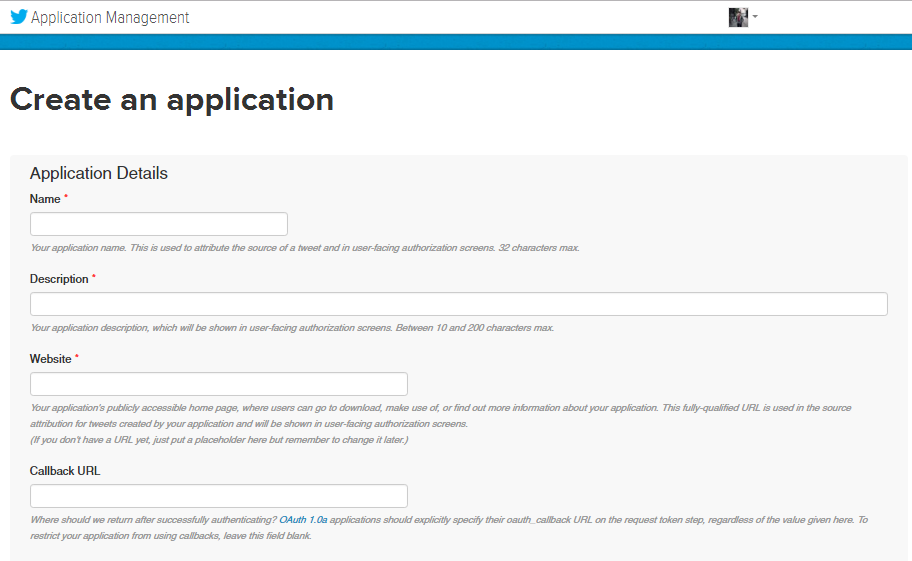 Application Management
Create an application
Application Details
Name *
Your application name. This is used to attribute the source of a tweet and in user-facing authorization screens. 32 characters max.
Description *
Your application description, which will be shown in user-facing authorization screens. Between 10 and 200 characters max.
Website *
Your application's publicly accessible home page, where users can go to download, make use of, or find out more information about your application. This fully-qualified URL is used in the source
attribution for tweets created by your application and will be shown in user-facing authorization screens.
(If you don't have a URL yet, just put a placeholder here but remember to change it later.)
Callback URL
Where should we return after successfully authenticating? OAuth 1.0a applications should explicitly specify their oauth_callback URL on the request token step, regardless of the value given here. To
restrict your application from using callbacks, leave this field blank.